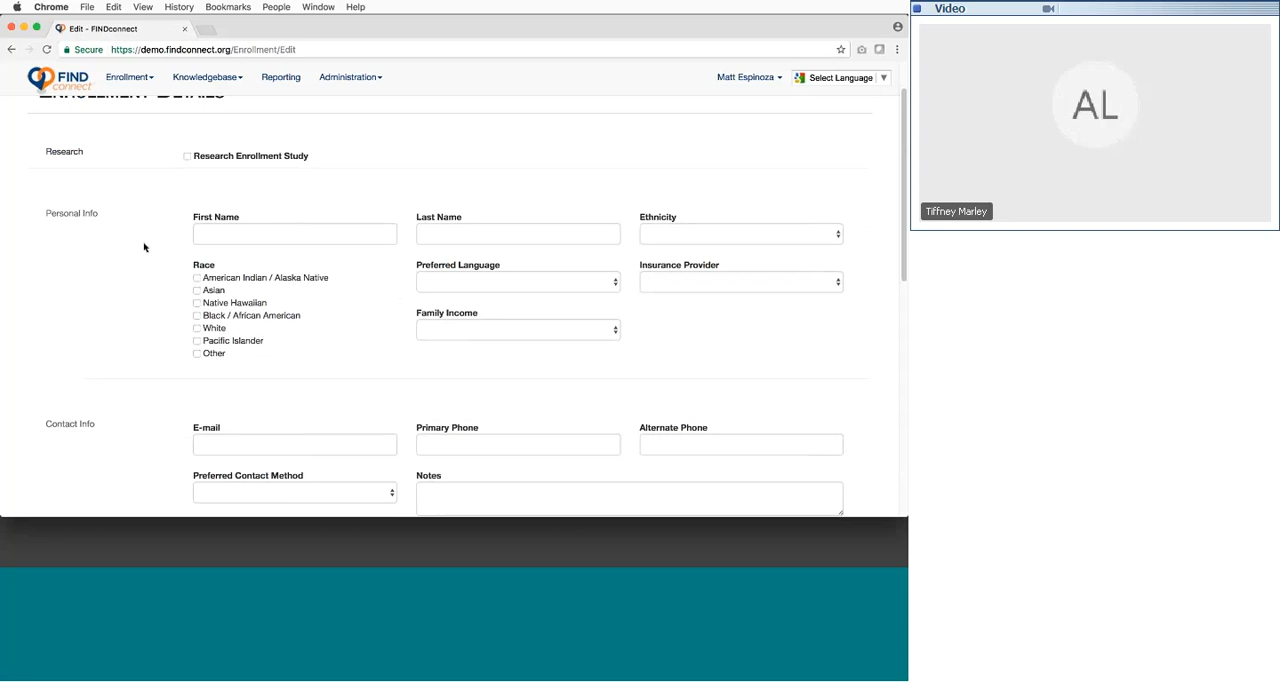 Chrome File Edit View History Bookmarks People Window Help
Video
Edit - FINDconnect
Secure https://demo.findconnect.org/Enrollment/Edit
FIND connect Enrollment Knowledgebase Reporting Administration Matt Espinoza Select Language
ENROLLMENT DETAILS
Research Research Enrollment Study
Personal Info First Name Last Name Ethnicity
Race Preferred Language Insurance Provider
American Indian / Alaska Native
Asian
Native Hawaiian
Black / African American Family Income
White
Pacific Islander
Other
Contact Info E-mail Primary Phone Alternate Phone
Preferred Contact Method Notes
AL
Tiffney Marley